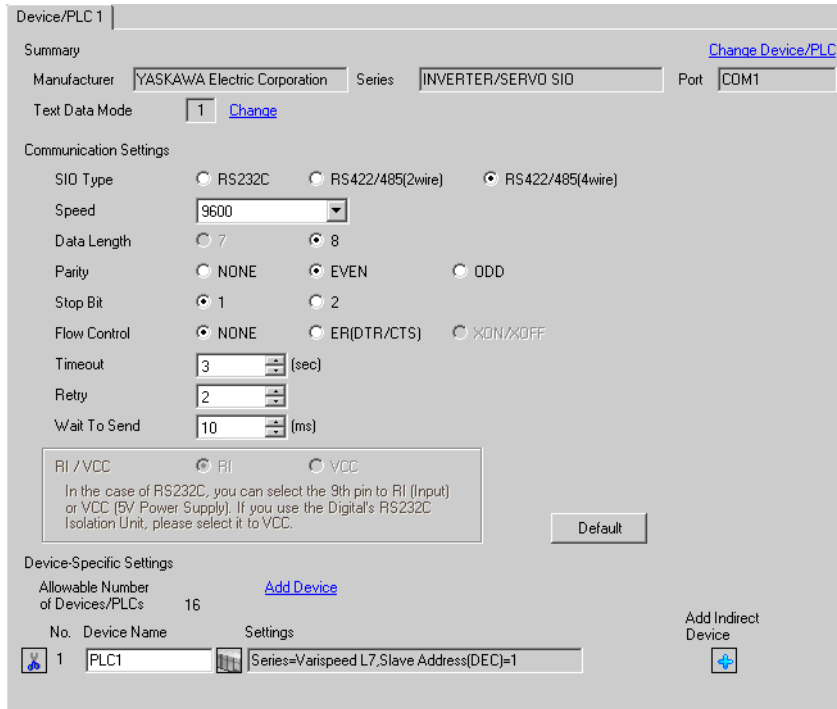 Device/PLC 1
Summary
Change Device/PLC
Manufacturer YASKAWA Electric Corporation Series INVERTER/SERVO SIO Port COM1
Text Data Mode 1 Change
Communication Settings
SIO Type RS232C RS422/485(2wire) RS422/485(4wire)
Speed 9600
Data Length 7 8
Parity NONE EVEN ODD
Stop Bit 1 2
Flow Control NONE ER(DTR/CTS) XON/XOFF
Timeout 3 (sec)
Retry 2
Wait To Send 10 (ms)
RI / VCC RI VCC
In the case of RS232C, you can select the 9th pin to RI (Input)
or VCC (5V Power Supply). If you use the Digital's RS232C
Isolation Unit, please select it to VCC.
Default
Device-Specific Settings
Allowable Number
of Devices/PLCs 16
Add Device
Add Indirect
Device
No. Device Name Settings
1 PLC1 Series=Varispeed L7,Slave Address(DEC)=1